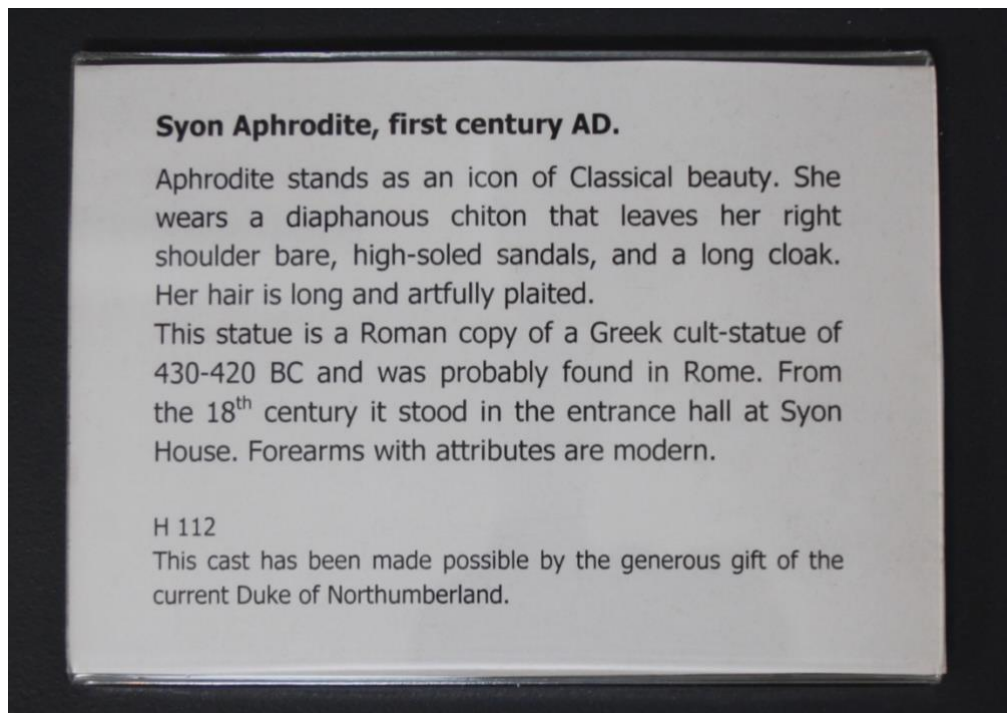 Syon Aphrodite, first century AD.
Aphrodite stands as an icon of Classical beauty. She
wears a diaphanous chiton that leaves her right
shoulder bare, high-soled sandals, and a long cloak.
Her hair is long and artfully plaited.
This statue is a Roman copy of a Greek cult-statue of
430-420 BC and was probably found in Rome. From
the 18th century it stood in the entrance hall at Syon
House. Forearms with attributes are modern.
H 112
This cast has been made possible by the generous gift of the
current Duke of Northumberland.